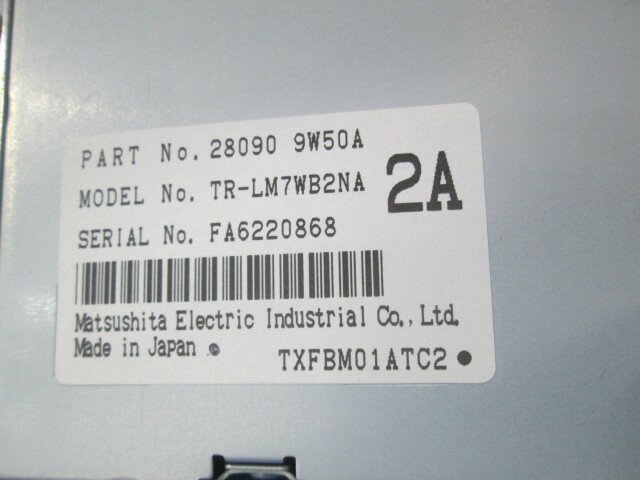 PART No. 28090 9W50A
MODEL No. TR-LM7WB2NA
2A
SERIAL No. FA6220868
Matsushita Electric Industrial Co., Ltd.
Made in Japan
TXFBM01ATC2